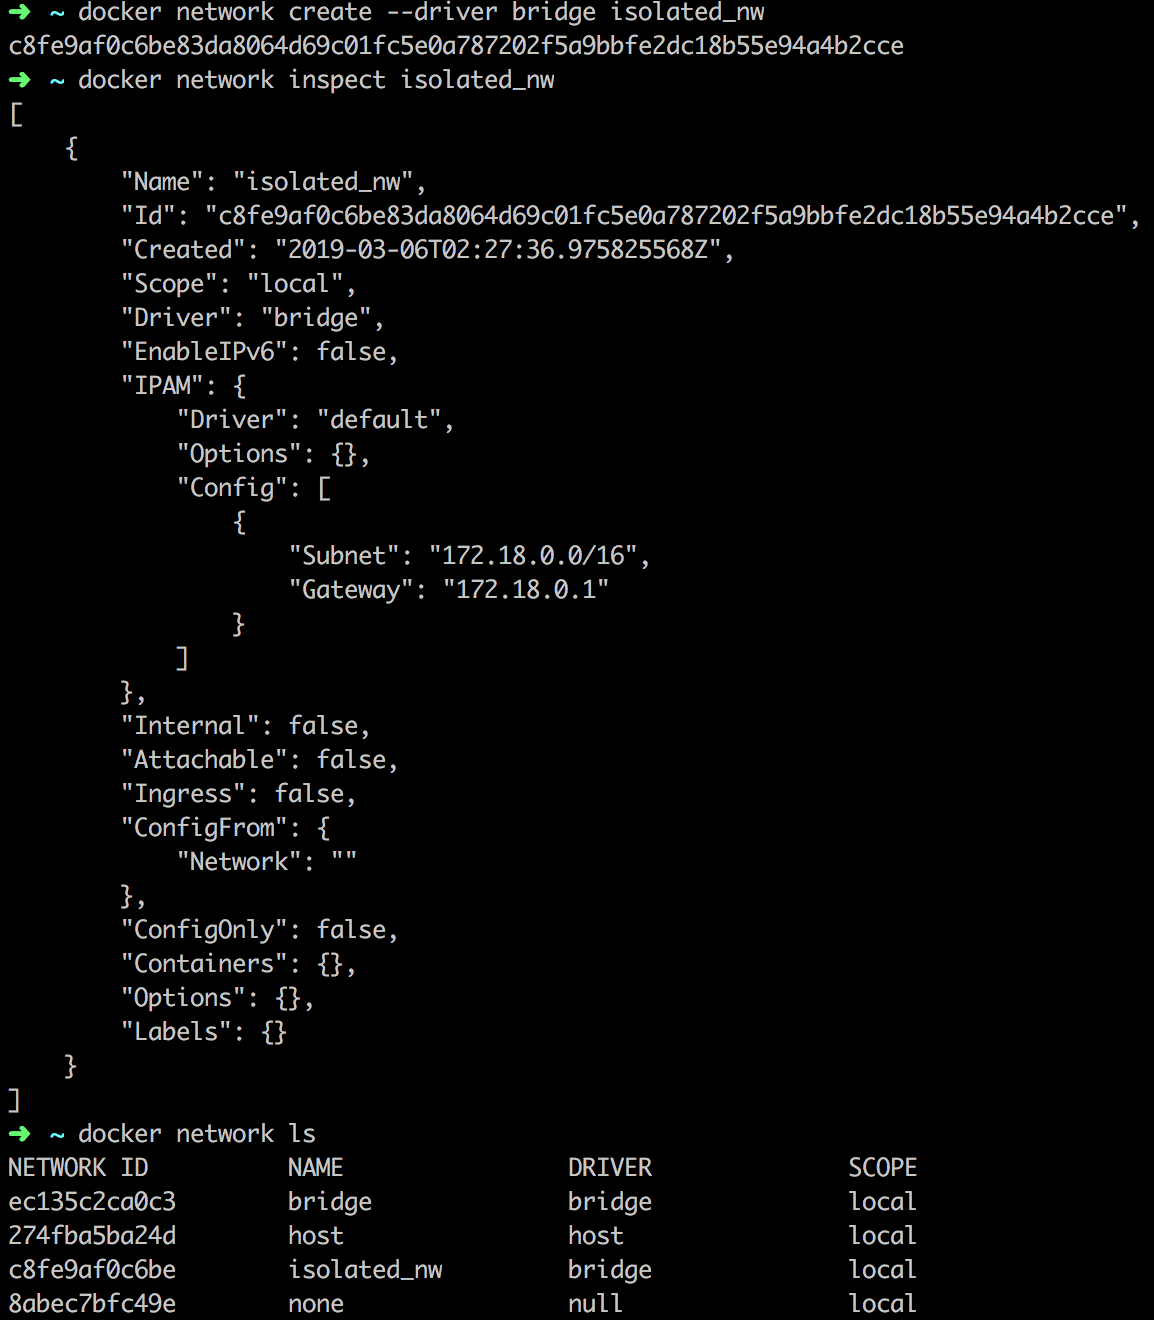 ➜ ~ docker network create --driver bridge isolated_nw
c8fe9af0c6be83da8064d69c01fc5e0a787202f5a9bbfe2dc18b55e94a4b2cce
➜ ~ docker network inspect isolated_nw
[
    {
        "Name": "isolated_nw",
        "Id": "c8fe9af0c6be83da8064d69c01fc5e0a787202f5a9bbfe2dc18b55e94a4b2cce",
        "Created": "2019-03-06T02:27:36.975825568Z",
        "Scope": "local",
        "Driver": "bridge",
        "EnableIPv6": false,
        "IPAM": {
            "Driver": "default",
            "Options": {},
            "Config": [
                {
                    "Subnet": "172.18.0.0/16",
                    "Gateway": "172.18.0.1"
                }
            ]
        },
        "Internal": false,
        "Attachable": false,
        "Ingress": false,
        "ConfigFrom": {
            "Network": ""
        },
        "ConfigOnly": false,
        "Containers": {},
        "Options": {},
        "Labels": {}
    }
]
➜ ~ docker network ls
NETWORK ID          NAME                DRIVER              SCOPE
ec135c2ca0c3        bridge              bridge              local
274fba5ba24d        host                host                local
c8fe9af0c6be        isolated_nw         bridge              local
8abec7bfc49e        none                null                local